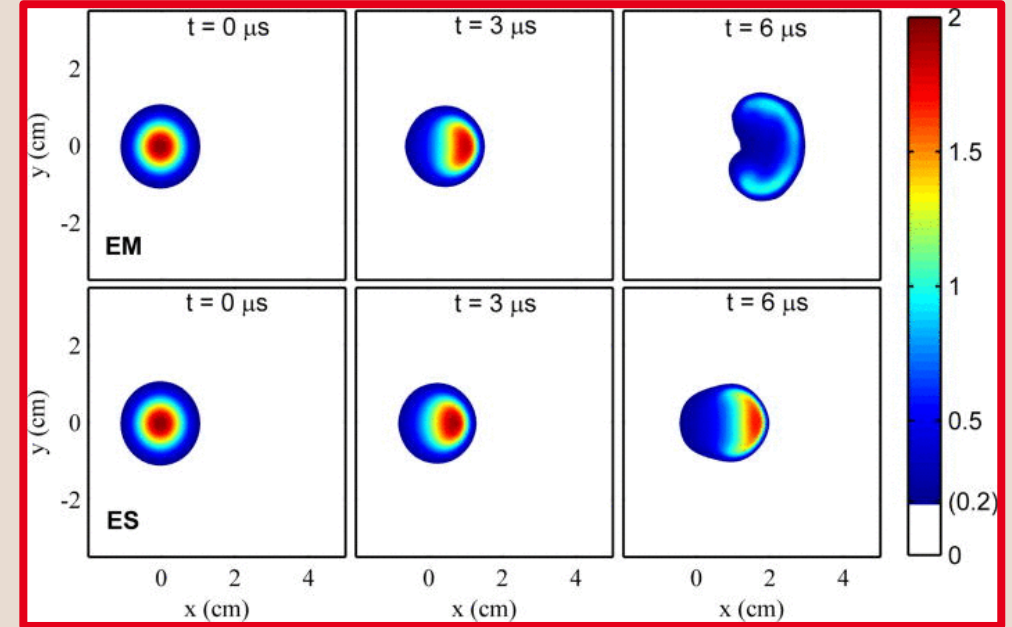 t = 0 μs
t = 3 μs
t = 6 μs
2
0
-2
y (cm)
EM
t = 0 μs
t = 3 μs
t = 6 μs
2
0
-2
y (cm)
ES
0 2 4
0 2 4
0 2 4
x (cm)
x (cm)
x (cm)
2
1.5
1
0.5
(0.2)
0